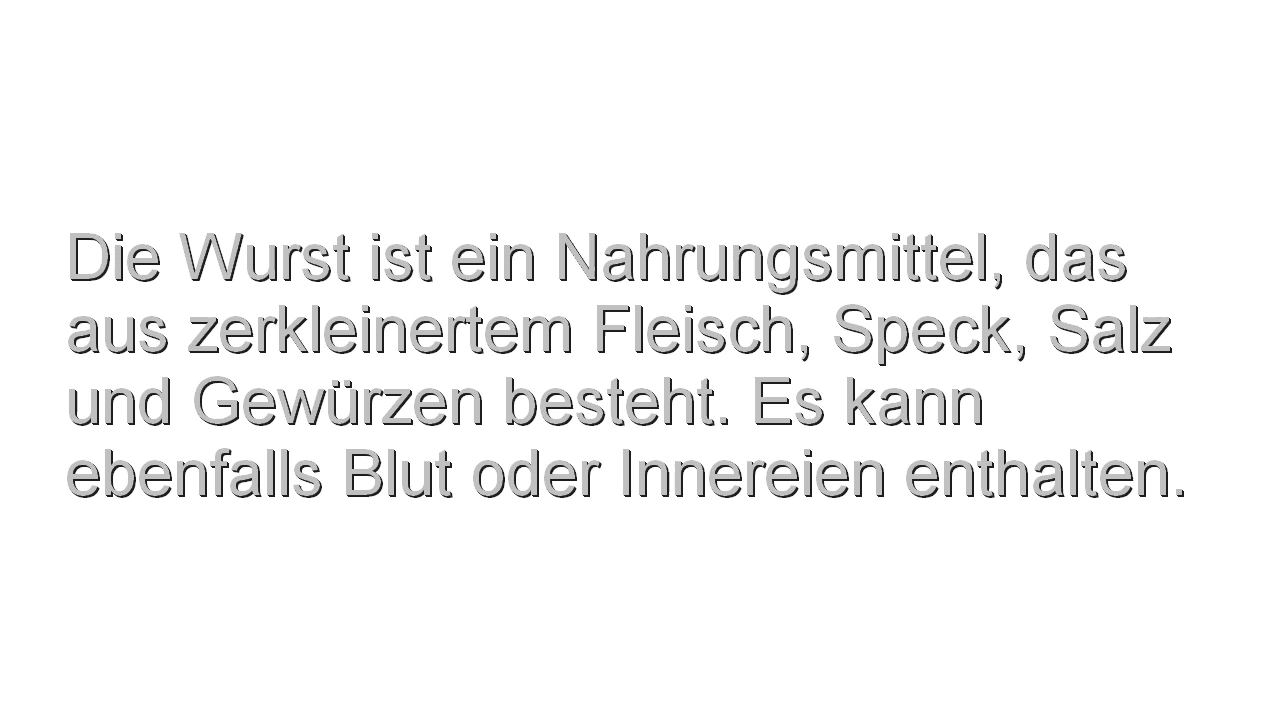 Die Wurst ist ein Nahrungsmittel, das
aus zerkleinertem Fleisch, Speck, Salz
und Gewürzen besteht. Es kann
ebenfalls Blut oder Innereien enthalten.